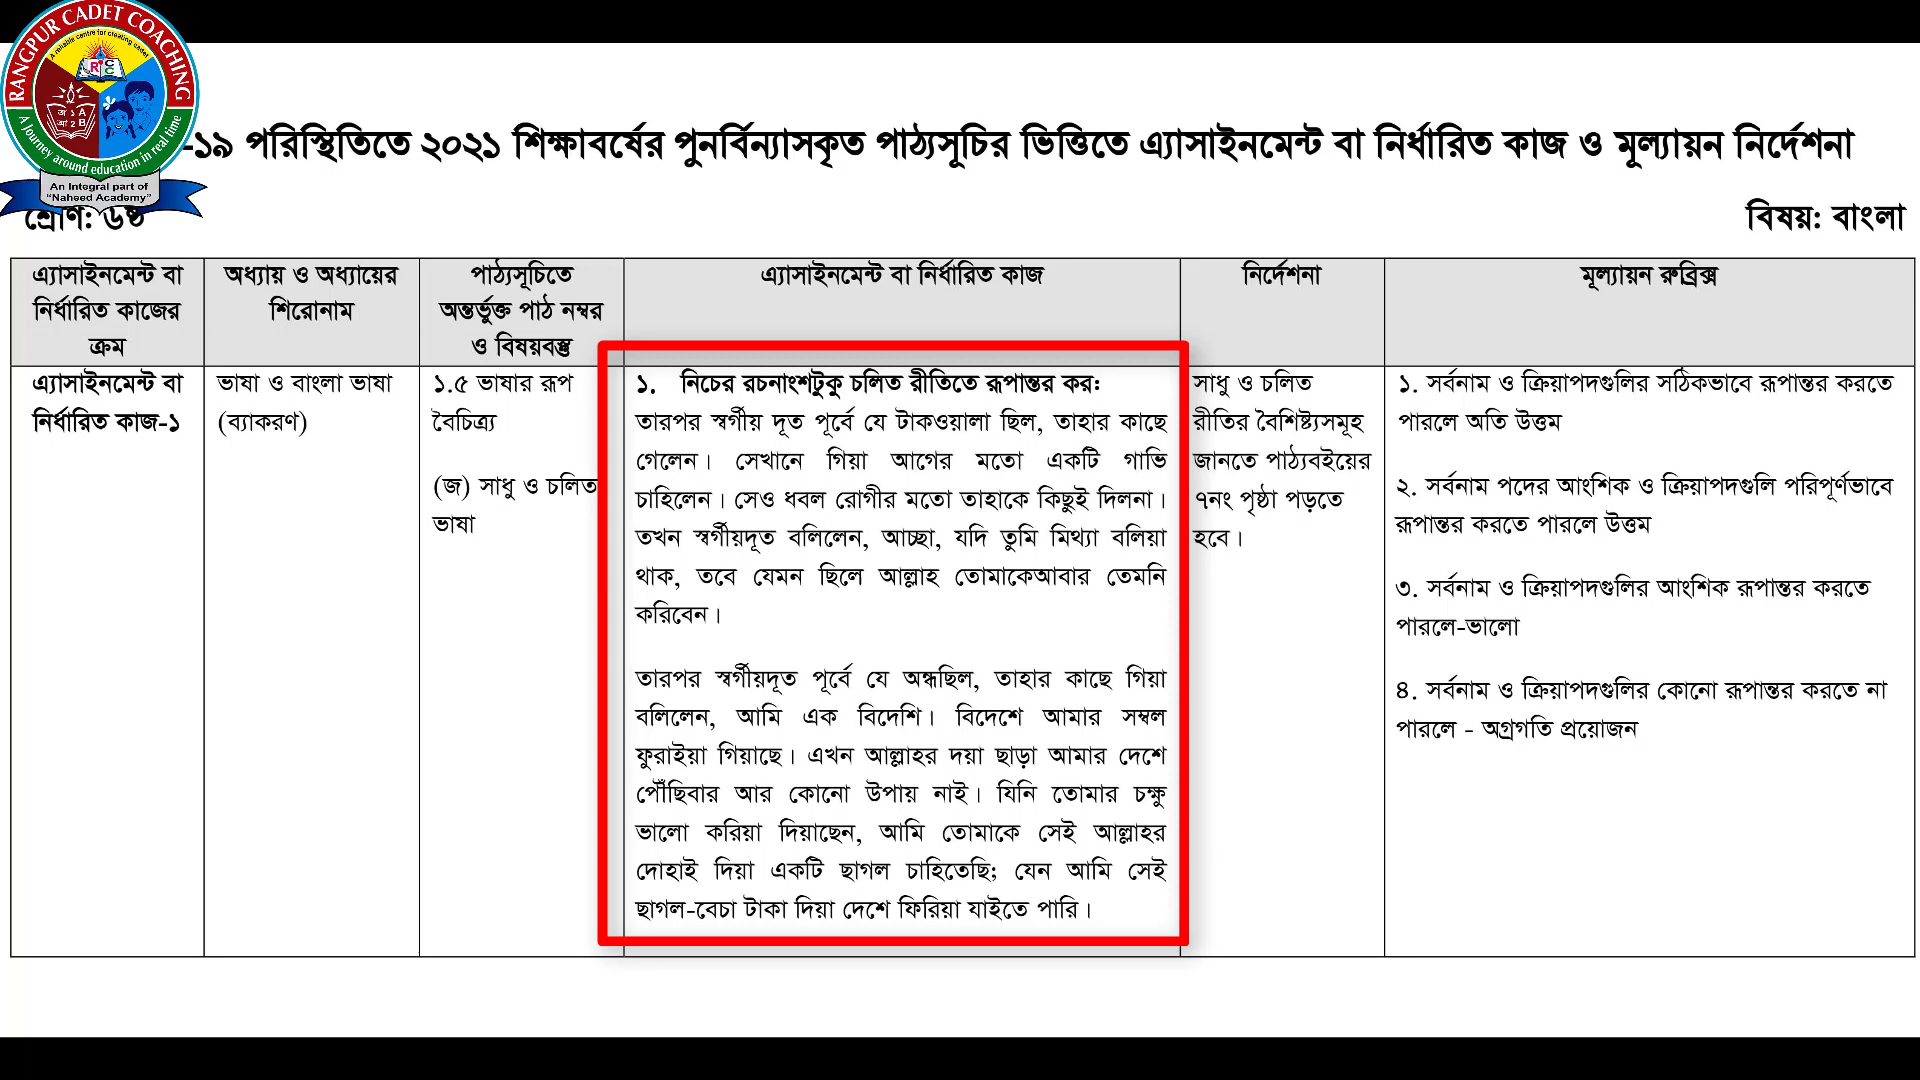 RANGPUR CADET COACHING
A reliable centre for creating cadet
A journey around education in real time
An Integral part of
"Naheed Academy"
-১৯ পরিস্থিতিতে ২০২১ শিক্ষাবর্ষের পুনর্বিন্যাসকৃত পাঠ্যসূচির ভিত্তিতে এ্যাসাইনমেন্ট বা নির্ধারিত কাজ ও মূল্যায়ন নির্দেশনা
শ্রেণি: ৬ষ্ঠ
বিষয়: বাংলা
এ্যাসাইনমেন্ট বা
নির্ধারিত কাজের
ক্রম
অধ্যায় ও অধ্যায়ের
শিরোনাম
পাঠ্যসূচিতে
অন্তর্ভুক্ত পাঠ নম্বর
ও বিষয়বস্তু
এ্যাসাইনমেন্ট বা নির্ধারিত কাজ
নির্দেশনা
মূল্যায়ন রুব্রিক্স
এ্যাসাইনমেন্ট বা
নির্ধারিত কাজ-১
ভাষা ও বাংলা ভাষা
(ব্যাকরণ)
১.৫ ভাষার রূপ
বৈচিত্র্য
(জ) সাধু ও চলিত
ভাষা
১. নিচের রচনাংশটুকু চলিত রীতিতে রূপান্তর কর:
তারপর স্বর্গীয় দূত পূর্বে যে টাকওয়ালা ছিল, তাহার কাছে
গেলেন। সেখানে গিয়া আগের মতো একটি গাভি
চাহিলেন। সেও ধবল রোগীর মতো তাহাকে কিছুই দিলনা।
তখন স্বর্গীয়দূত বলিলেন, আচ্ছা, যদি তুমি মিথ্যা বলিয়া
থাক, তবে যেমন ছিলে আল্লাহ তোমাকেআবার তেমনি
করিবেন।
তারপর স্বর্গীয়দূত পূর্বে যে অন্ধছিল, তাহার কাছে গিয়া
বলিলেন, আমি এক বিদেশি। বিদেশে আমার সম্বল
ফুরাইয়া গিয়াছে। এখন আল্লাহর দয়া ছাড়া আমার দেশে
পৌঁছিবার আর কোনো উপায় নাই। যিনি তোমার চক্ষু
ভালো করিয়া দিয়াছেন, আমি তোমাকে সেই আল্লাহর
দোহাই দিয়া একটি ছাগল চাহিতেছি; যেন আমি সেই
ছাগল-বেচা টাকা দিয়া দেশে ফিরিয়া যাইতে পারি।
সাধু ও চলিত
রীতির বৈশিষ্ট্যসমূহ
জানতে পাঠ্যবইয়ের
৭নং পৃষ্ঠা পড়তে
হবে।
১. সর্বনাম ও ক্রিয়াপদগুলির সঠিকভাবে রূপান্তর করতে
পারলে অতি উত্তম
২. সর্বনাম পদের আংশিক ও ক্রিয়াপদগুলি পরিপূর্ণভাবে
রূপান্তর করতে পারলে উত্তম
৩. সর্বনাম ও ক্রিয়াপদগুলির আংশিক রূপান্তর করতে
পারলে-ভালো
৪. সর্বনাম ও ক্রিয়াপদগুলির কোনো রূপান্তর করতে না
পারলে - অগ্রগতি প্রয়োজন